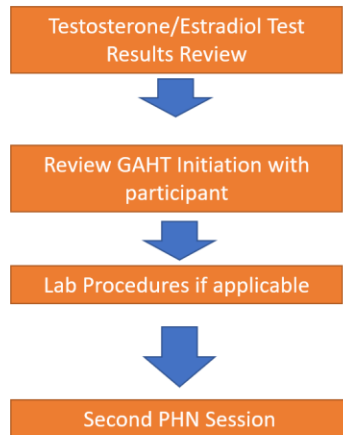 Testosterone/Estradiol Test
Results Review
Review GAHT Initiation with
participant
Lab Procedures if applicable
Second PHN Session